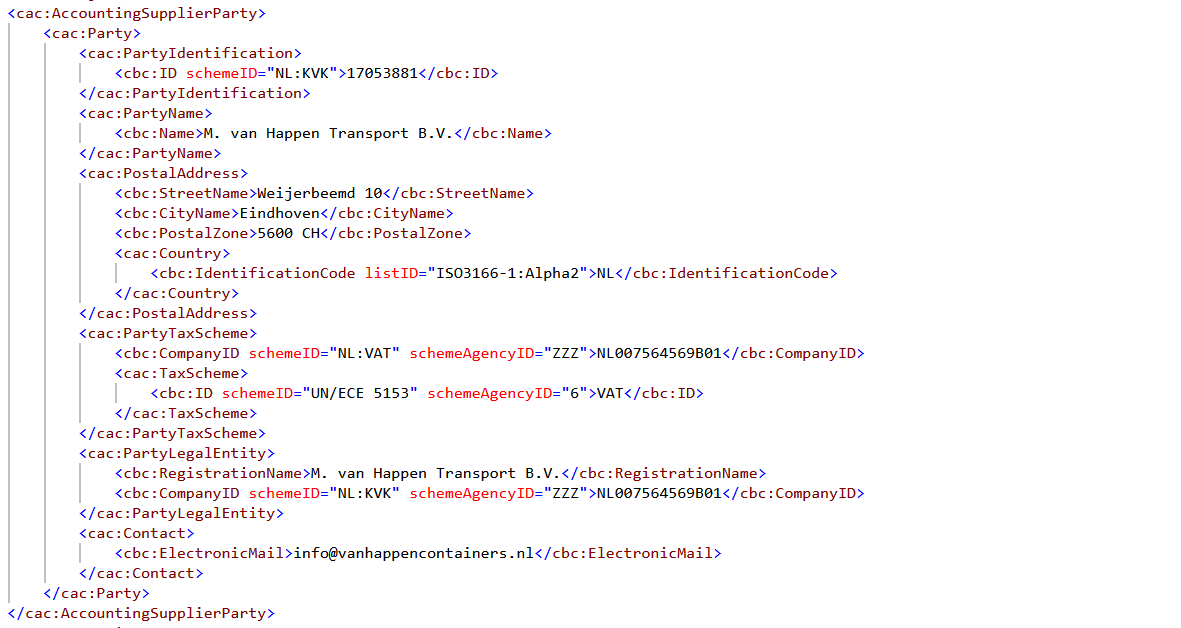 <cac:AccountingSupplierParty>
<cac:Party>
<cac:PartyIdentification>
<cbc:ID schemeID="NL:KVK">17053881</cbc:ID>
</cac:PartyIdentification>
<cac:PartyName>
<cbc:Name>M. van Happen Transport B.V.</cbc:Name>
</cac:PartyName>
<cac:PostalAddress>
<cbc:StreetName>Weijerbeemd 10</cbc:StreetName>
<cbc:CityName>Eindhoven</cbc:CityName>
<cbc:PostalZone>5600 CH</cbc:PostalZone>
<cac:Country>
<cbc:IdentificationCode listID="ISO3166-1:Alpha2">NL</cbc:IdentificationCode>
</cac:Country>
</cac:PostalAddress>
<cac:PartyTaxScheme>
<cbc:CompanyID schemeID="NL:VAT" schemeAgencyID="ZZZ">NL007564569B01</cbc:CompanyID>
<cac:TaxScheme>
<cbc:ID schemeID="UN/ECE 5153" schemeAgencyID="6">VAT</cbc:ID>
</cac:TaxScheme>
</cac:PartyTaxScheme>
<cac:PartyLegalEntity>
<cbc:RegistrationName>M. van Happen Transport B.V.</cbc:RegistrationName>
<cbc:CompanyID schemeID="NL:KVK" schemeAgencyID="ZZZ">NL007564569B01</cbc:CompanyID>
</cac:PartyLegalEntity>
<cac:Contact>
<cbc:ElectronicMail>info@vanhappencontainers.nl</cbc:ElectronicMail>
</cac:Contact>
</cac:Party>
</cac:AccountingSupplierParty>